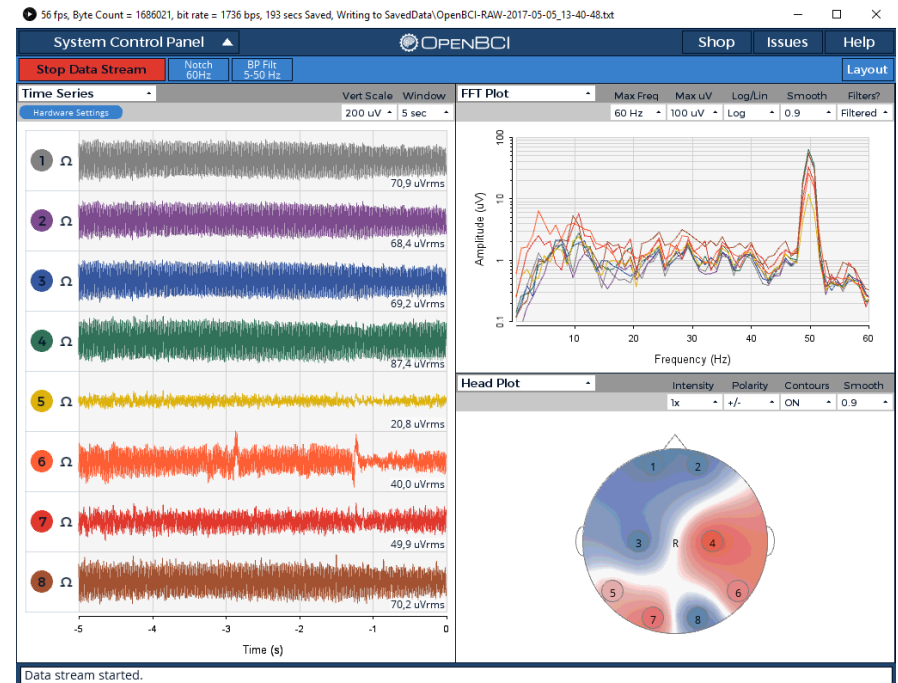 56 fps, Byte Count = 1686021, bit rate = 1736 bps, 193 secs Saved, Writing to SavedData\OpenBCI-RAW-2017-05-05_13-40-48.txt
System Control Panel
OPENBCI
Shop
Issues
Help
Stop Data Stream
Notch
60Hz
BP Filt
5-50 Hz
Layout
Time Series
Vert Scale
Window
Hardware Settings
200 uV
5 sec
1 Ω
70,9 uVrms
2 Ω
68,4 uVrms
3 Ω
69,2 uVrms
4 Ω
87,4 uVrms
5 Ω
20,8 uVrms
6 Ω
40,0 uVrms
7 Ω
49,9 uVrms
8 Ω
70,2 uVrms
-5 -4 -3 -2 -1 0
Time (s)
FFT Plot
Max Freq
Max uV
Log/Lin
Smooth
Filters?
60 Hz
100 uV
Log
0.9
Filtered
100
10
1
0.1
Amplitude (uV)
10 20 30 40 50 60
Frequency (Hz)
Head Plot
Intensity
Polarity
Contours
Smooth
1x
+/-
ON
0.9
1 2
3 R 4
5 6
7 8
Data stream started.